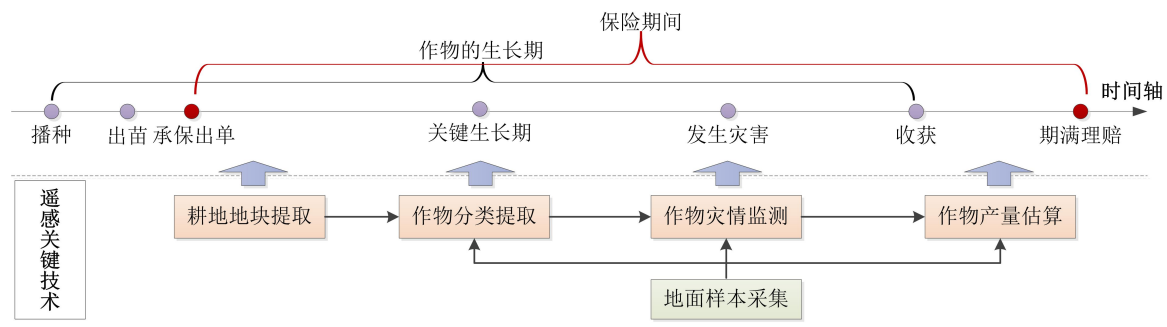 保险期间
作物的生长期
时间轴
播种
出苗
承保出单
关键生长期
发生灾害
收获
期满理赔
遥感关键技术
耕地地块提取
作物分类提取
作物灾情监测
作物产量估算
地面样本采集